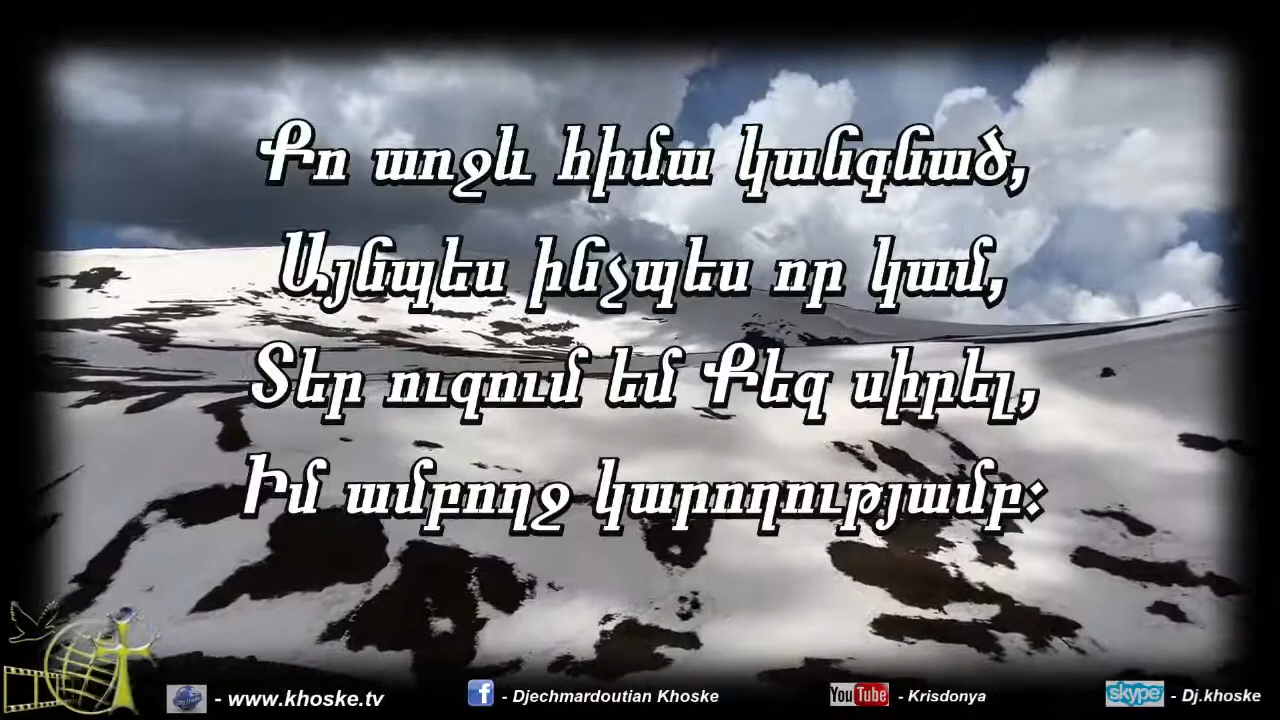 Քո առջև հիմա կանգնած,
Այնպես ինչպես որ կամ,
Տեր ուզում եմ Քեզ սիրել,
Իմ ամբողջ կարողությամբ:
- www.khoske.tv
f - Djechmardoutian Khoske
YouTube - Krisdonya
skype - Dj.khoske